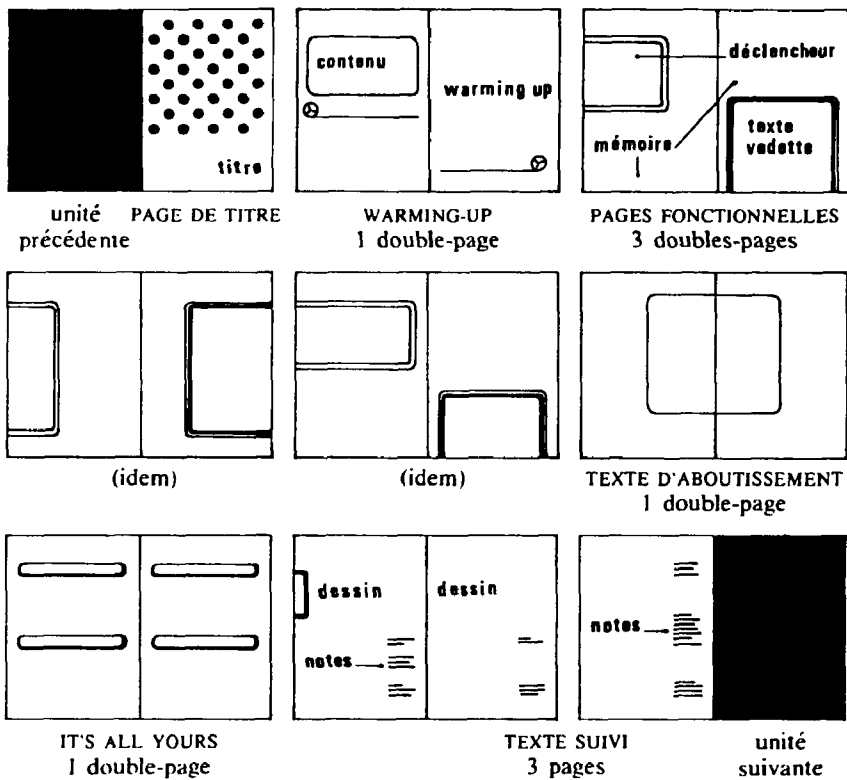 titre
unité
précédente
PAGE DE TITRE
contenu
warming up
WARMING-UP
1 double-page
déclencheur
mémoire
texte
vedette
PAGES FONCTIONNELLES
3 doubles-pages
(idem)
(idem)
TEXTE D'ABOUTISSEMENT
1 double-page
IT'S ALL YOURS
1 double-page
dessin
notes
dessin
notes
TEXTE SUIVI
3 pages
unité
suivante